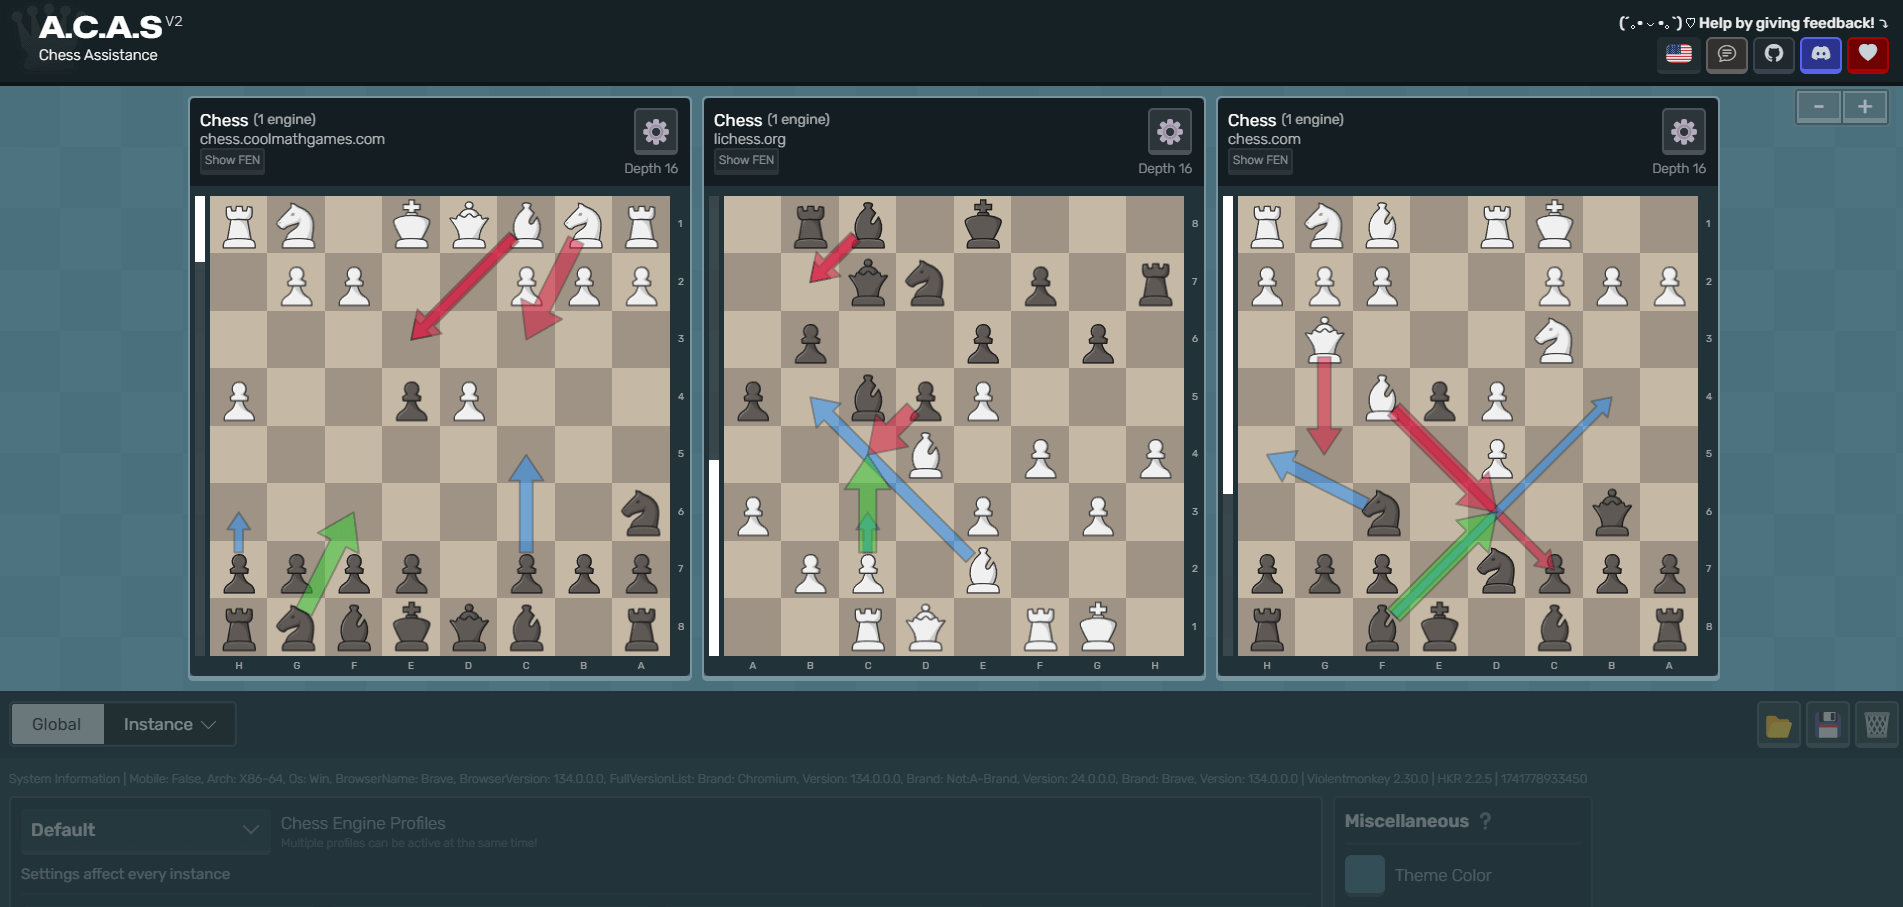 A.C.A.S V2
Chess Assistance
(´｡• ᵕ •｡`) ♡ Help by giving feedback! ⤵
Chess (1 engine)
chess.coolmathgames.com
Show FEN
Depth 16
1
2
3
4
5
6
7
8
H G F E D C B A
Chess (1 engine)
lichess.org
Show FEN
Depth 16
8
7
6
5
4
3
2
1
A B C D E F G H
Chess (1 engine)
chess.com
Show FEN
Depth 16
1
2
3
4
5
6
7
8
H G F E D C B A
− +
Global Instance
System Information | Mobile: False, Arch: X86-64, Os: Win, BrowserName: Brave, BrowserVersion: 134.0.0.0, FullVersionList: Brand: Chromium, Version: 134.0.0.0, Brand: Not:A-Brand, Version: 24.0.0.0, Brand: Brave, Version: 134.0.0.0 | Violentmonkey 2.30.0 | HKR 2.2.5 | 1741778933450
Default
Chess Engine Profiles
Multiple profiles can be active at the same time!
Settings affect every instance
Miscellaneous ?
Theme Color